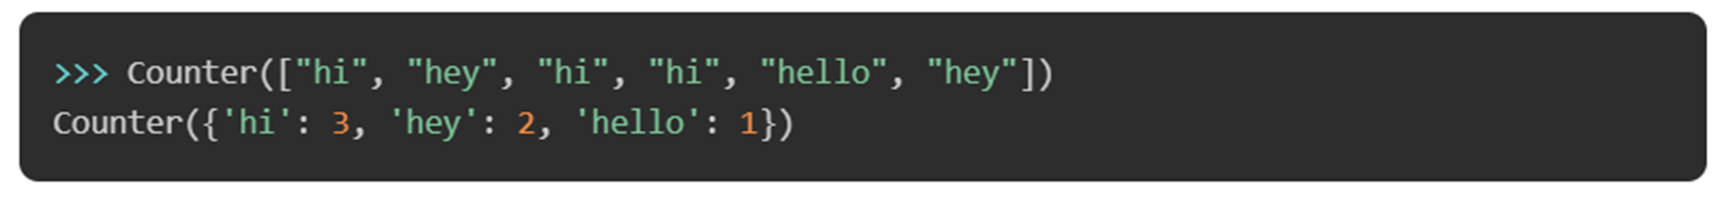 >>> Counter(["hi", "hey", "hi", "hi", "hello", "hey"])
Counter({'hi': 3, 'hey': 2, 'hello': 1})